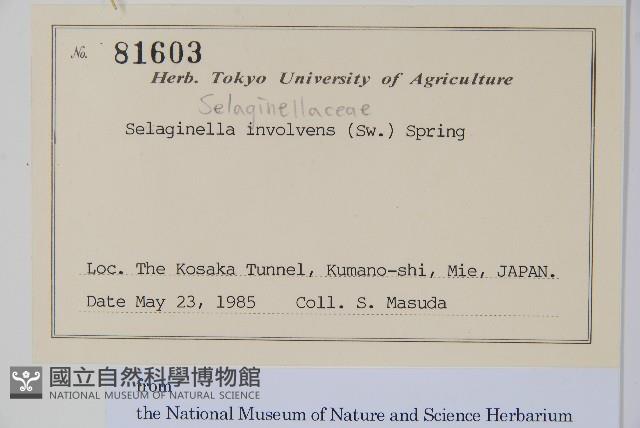 No. 81603
Herb. Tokyo University of Agriculture
Selaginellaceae
Selaginella involvens (Sw.) Spring
Loc. The Kosaka Tunnel, Kumano-shi, Mie, JAPAN.
Date May 23, 1985 Coll. S. Masuda
國立自然科學博物館
NATIONAL MUSEUM OF NATURAL SCIENCE
from
the National Museum of Nature and Science Herbarium